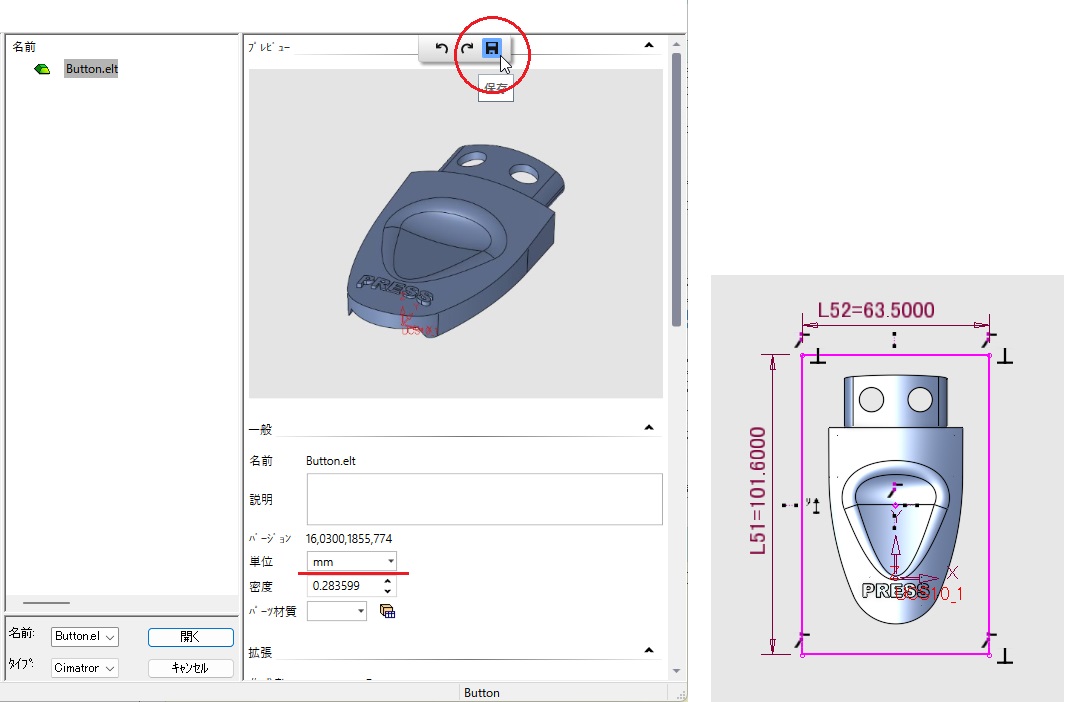 名前
Button.elt
プレビュー
保存
PRESS
一般
名前
Button.elt
説明
バージョン
16,0300,1855,774
単位
mm
密度
0.283599
パーツ材質
拡張
名前:
Button.el
開く
タイプ:
Cimatror
キャンセル
Button
L52=63.5000
L51=101.6000
Y
X
PRESS